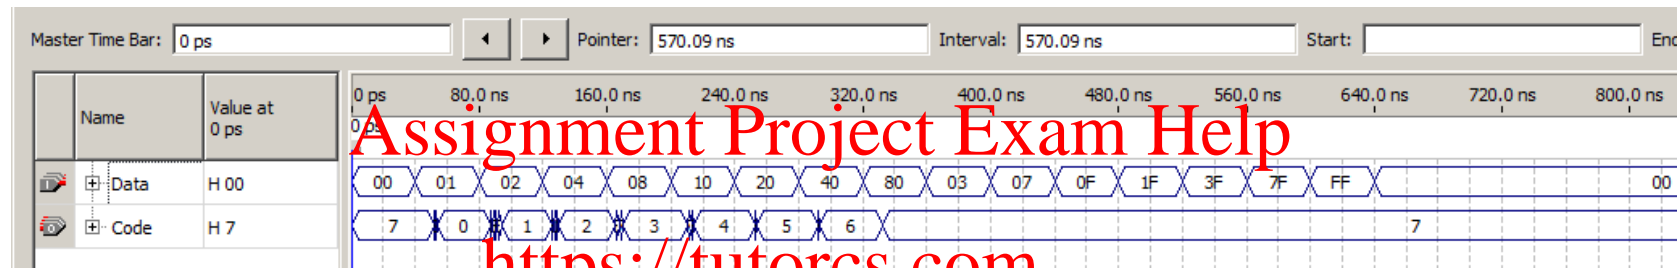 Master Time Bar: 0 ps Pointer: 570.09 ns Interval: 570.09 ns Start: End
Name Value at 0 ps
0 ps 80.0 ns 160.0 ns 240.0 ns 320.0 ns 400.0 ns 480.0 ns 560.0 ns 640.0 ns 720.0 ns 800.0 ns
0 ps
Assignment Project Exam Help
Data H 00 00 01 02 04 08 10 20 40 80 03 07 0F 1F 3F 7F FF 00
Code H 7 7 0 1 2 3 4 5 6 7
https://tutorcs.com